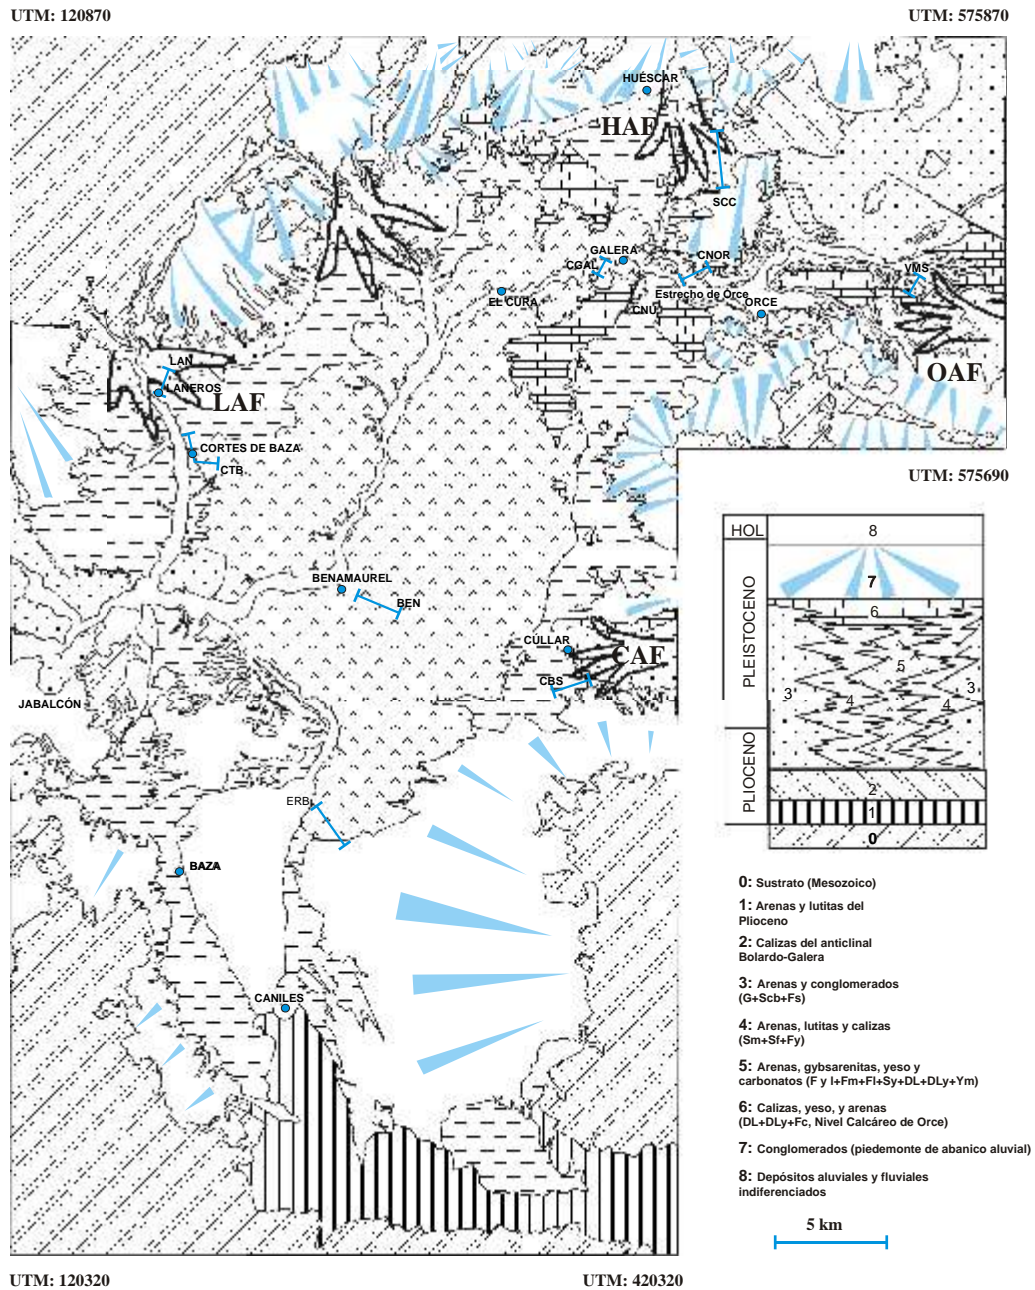 UTM: 120870
UTM: 575870
HUÉSCAR
HAF
SCC
GALERA
CGAL
CNOR
VMS
EL CURA
Estrecho de Orce
CNU
ORCE
LAN
LANEROS
LAF
OAF
CORTES DE BAZA
CTB
UTM: 575690
BENAMAUREL
BEN
CÚLLAR
CAF
CBS
JABALCÓN
ERB
BAZA
CANILES
HOL
PLEISTOCENO
PLIOCENO
8
7
6
5
3
3
4
4
2
1
0
0: Sustrato (Mesozoico)
1: Arenas y lutitas del
Plioceno
2: Calizas del anticlinal
Bolardo-Galera
3: Arenas y conglomerados
(G+Scb+Fs)
4: Arenas, lutitas y calizas
(Sm+Sf+Fy)
5: Arenas, gybsarenitas, yeso y
carbonatos (F y l+Fm+Fl+Sy+DL+DLy+Ym)
6: Calizas, yeso, y arenas
(DL+DLy+Fc, Nivel Calcáreo de Orce)
7: Conglomerados (piedemonte de abanico aluvial)
8: Depósitos aluviales y fluviales
indiferenciados
5 km
UTM: 120320
UTM: 420320